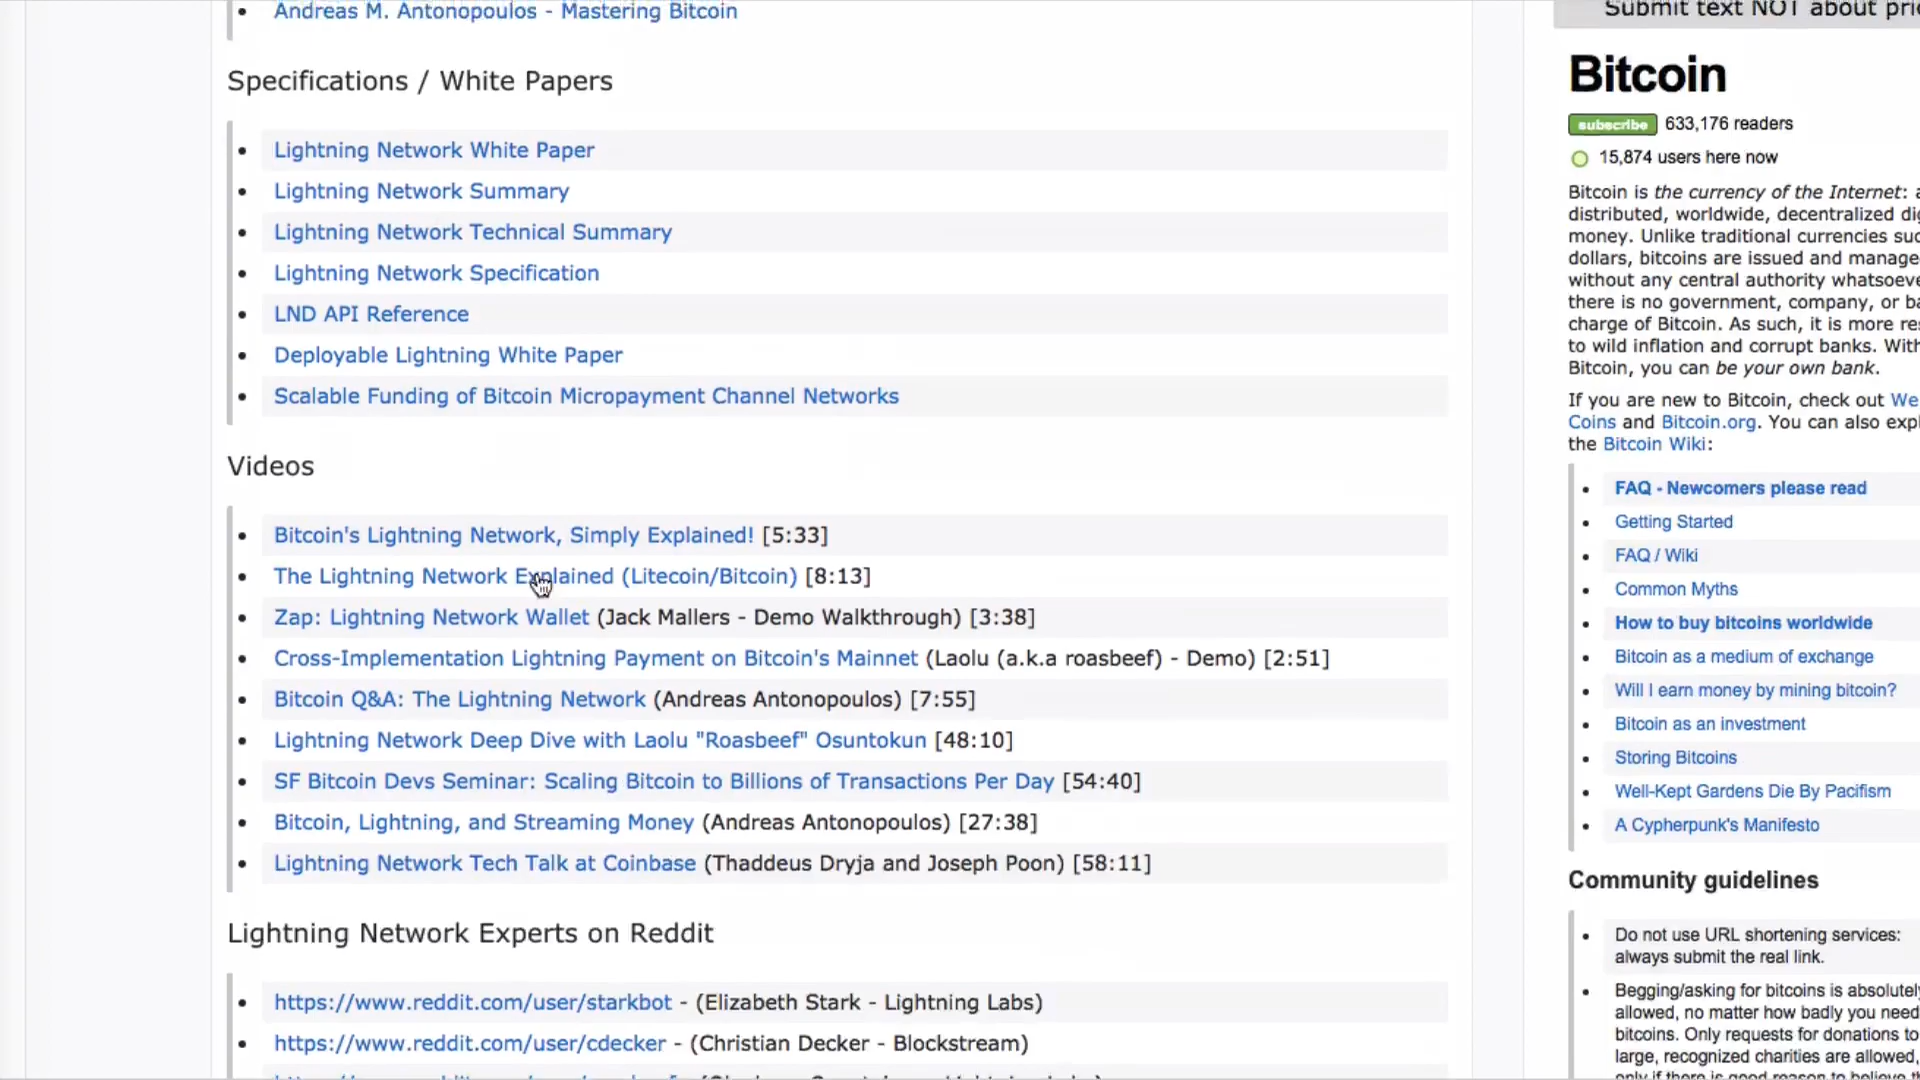 Andreas M. Antonopoulos - Mastering Bitcoin
Specifications / White Papers
Lightning Network White Paper
Lightning Network Summary
Lightning Network Technical Summary
Lightning Network Specification
LND API Reference
Deployable Lightning White Paper
Scalable Funding of Bitcoin Micropayment Channel Networks
Videos
Bitcoin's Lightning Network, Simply Explained! [5:33]
The Lightning Network Explained (Litecoin/Bitcoin) [8:13]
Zap: Lightning Network Wallet (Jack Mallers - Demo Walkthrough) [3:38]
Cross-Implementation Lightning Payment on Bitcoin's Mainnet (Laolu (a.k.a roasbeef) - Demo) [2:51]
Bitcoin Q&A: The Lightning Network (Andreas Antonopoulos) [7:55]
Lightning Network Deep Dive with Laolu "Roasbeef" Osuntokun [48:10]
SF Bitcoin Devs Seminar: Scaling Bitcoin to Billions of Transactions Per Day [54:40]
Bitcoin, Lightning, and Streaming Money (Andreas Antonopoulos) [27:38]
Lightning Network Tech Talk at Coinbase (Thaddeus Dryja and Joseph Poon) [58:11]
Lightning Network Experts on Reddit
https://www.reddit.com/user/starkbot - (Elizabeth Stark - Lightning Labs)
https://www.reddit.com/user/cdecker - (Christian Decker - Blockstream)
Submit text NOT about pri
Bitcoin
subscribe 633,176 readers
15,874 users here now
Bitcoin is the currency of the Internet: a
distributed, worldwide, decentralized dig
money. Unlike traditional currencies suc
dollars, bitcoins are issued and manage
without any central authority whatsoeve
there is no government, company, or ba
charge of Bitcoin. As such, it is more res
to wild inflation and corrupt banks. With
Bitcoin, you can be your own bank.
If you are new to Bitcoin, check out We
Coins and Bitcoin.org. You can also expl
the Bitcoin Wiki:
FAQ - Newcomers please read
Getting Started
FAQ / Wiki
Common Myths
How to buy bitcoins worldwide
Bitcoin as a medium of exchange
Will I earn money by mining bitcoin?
Bitcoin as an investment
Storing Bitcoins
Well-Kept Gardens Die By Pacifism
A Cypherpunk's Manifesto
Community guidelines
Do not use URL shortening services:
always submit the real link.
Begging/asking for bitcoins is absolutely
allowed, no matter how badly you need
bitcoins. Only requests for donations to
large, recognized charities are allowed,
only if there is good reason to believe th